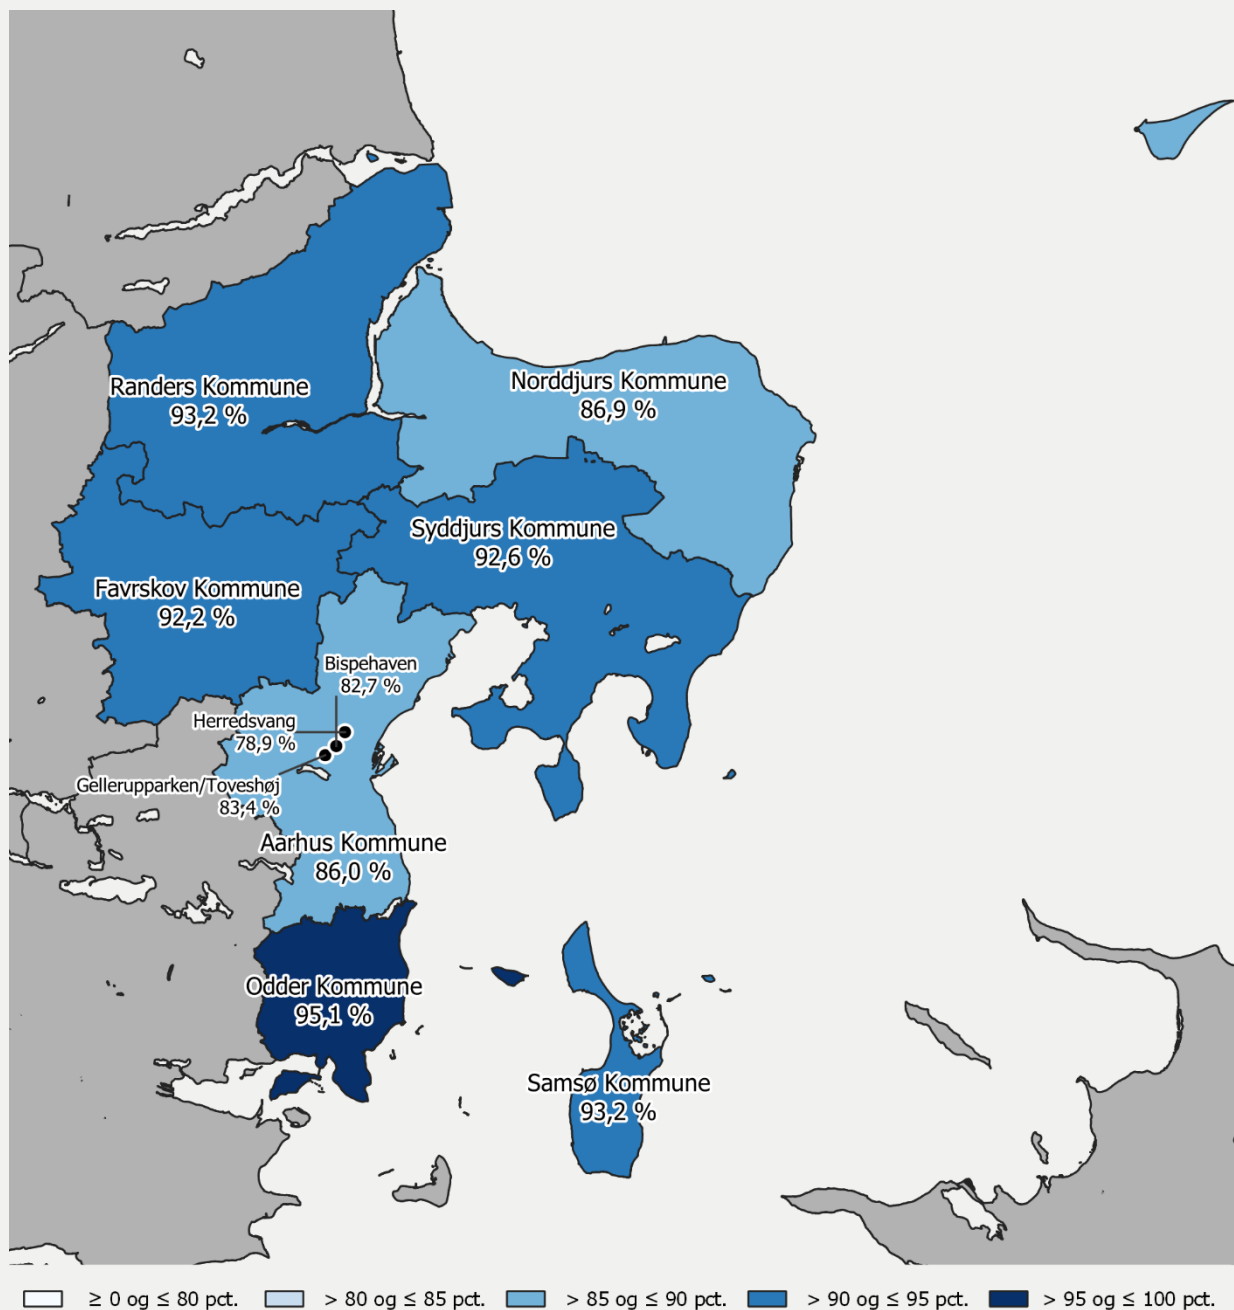 Randers Kommune
93,2 %
Norddjurs Kommune
86,9 %
Syddjurs Kommune
92,6 %
Favrskov Kommune
92,2 %
Bispehaven
82,7 %
Herredsvang
78,9 %
Gellerupparken/Toveshøj
83,4 %
Aarhus Kommune
86,0 %
Odder Kommune
95,1 %
Samsø Kommune
93,2 %
≥ 0 og ≤ 80 pct.
> 80 og ≤ 85 pct.
> 85 og ≤ 90 pct.
> 90 og ≤ 95 pct.
> 95 og ≤ 100 pct.